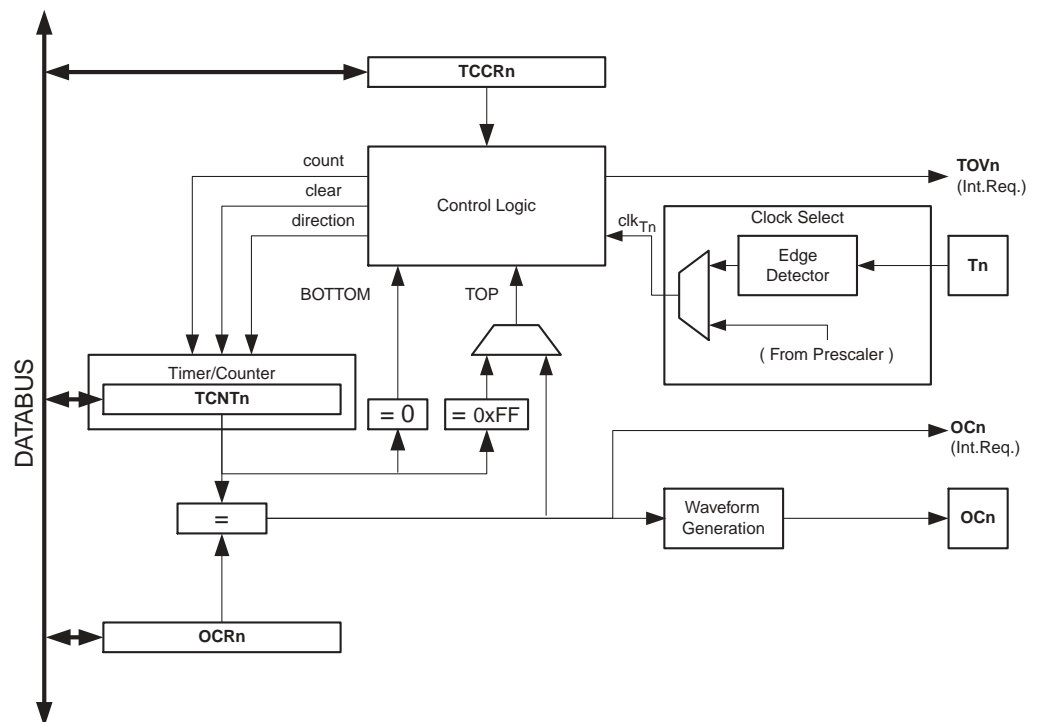 TCCRn
count
clear
direction
Control Logic
TOVn
(Int.Req.)
Clock Select
clkTn
Edge
Detector
Tn
BOTTOM
TOP
( From Prescaler )
Timer/Counter
TCNTn
= 0
= 0xFF
DATABUS
OCn
(Int.Req.)
=
Waveform
Generation
OCn
OCRn